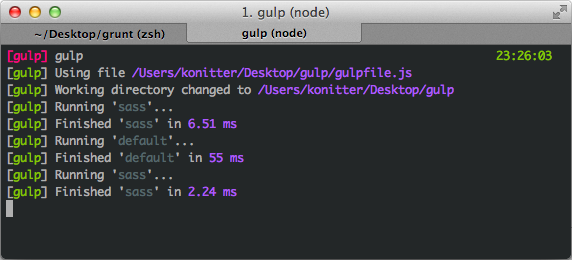 1. gulp (node)
~/Desktop/grunt (zsh) gulp (node)
[gulp] gulp 23:26:03
[gulp] Using file /Users/konitter/Desktop/gulp/gulpfile.js
[gulp] Working directory changed to /Users/konitter/Desktop/gulp
[gulp] Running 'sass'...
[gulp] Finished 'sass' in 6.51 ms
[gulp] Running 'default'...
[gulp] Finished 'default' in 55 ms
[gulp] Running 'sass'...
[gulp] Finished 'sass' in 2.24 ms